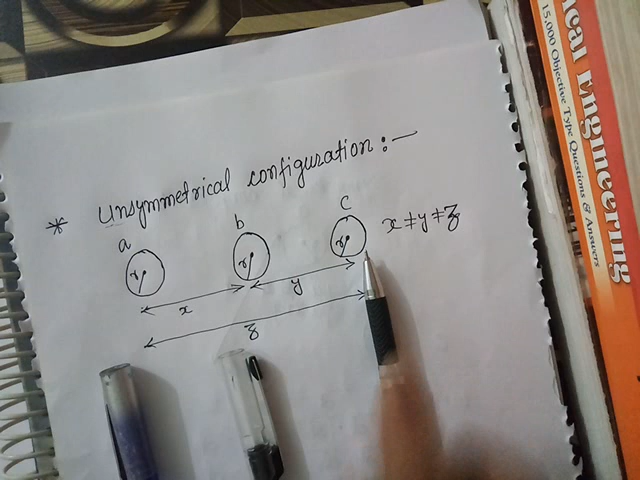 * Unsymmetrical configuration :-
a b c
r r r x ≠ y ≠ z
x y
z
ical Engineering
15,000 Objective Type Questions & Answers